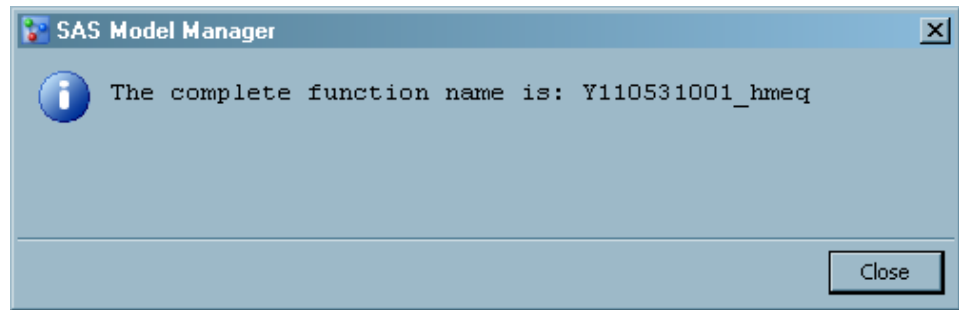 SAS Model Manager
The complete function name is: Y110531001_hmeq
Close